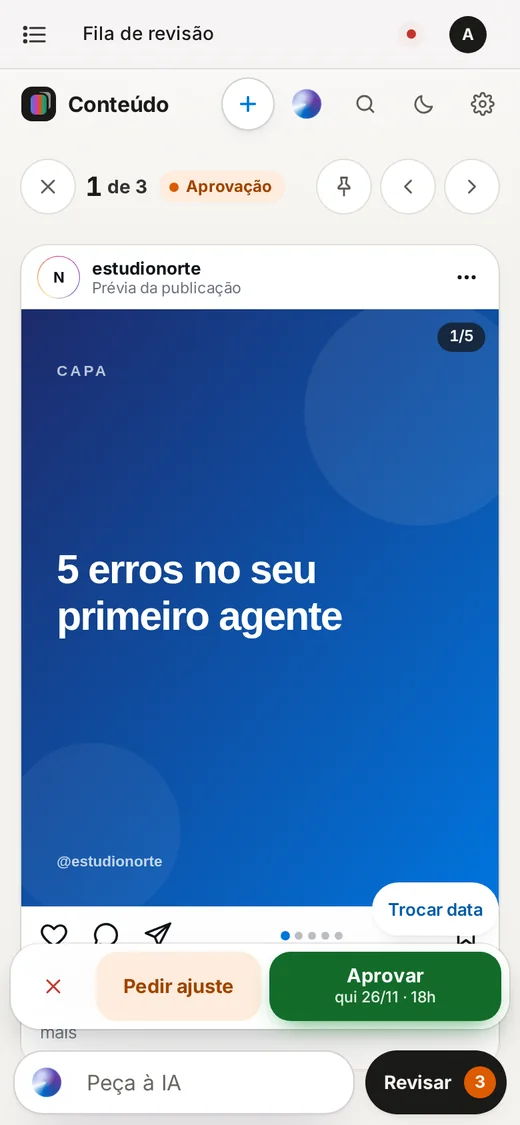 Fila de revisão
A
Conteúdo
1 de 3
Aprovação
N
estudionorte
Prévia da publicação
1/5
CAPA
5 erros no seu
primeiro agente
@estudionorte
Trocar data
Pedir ajuste
Aprovar
qui 26/11 · 18h
mais
Peça à IA
Revisar 3